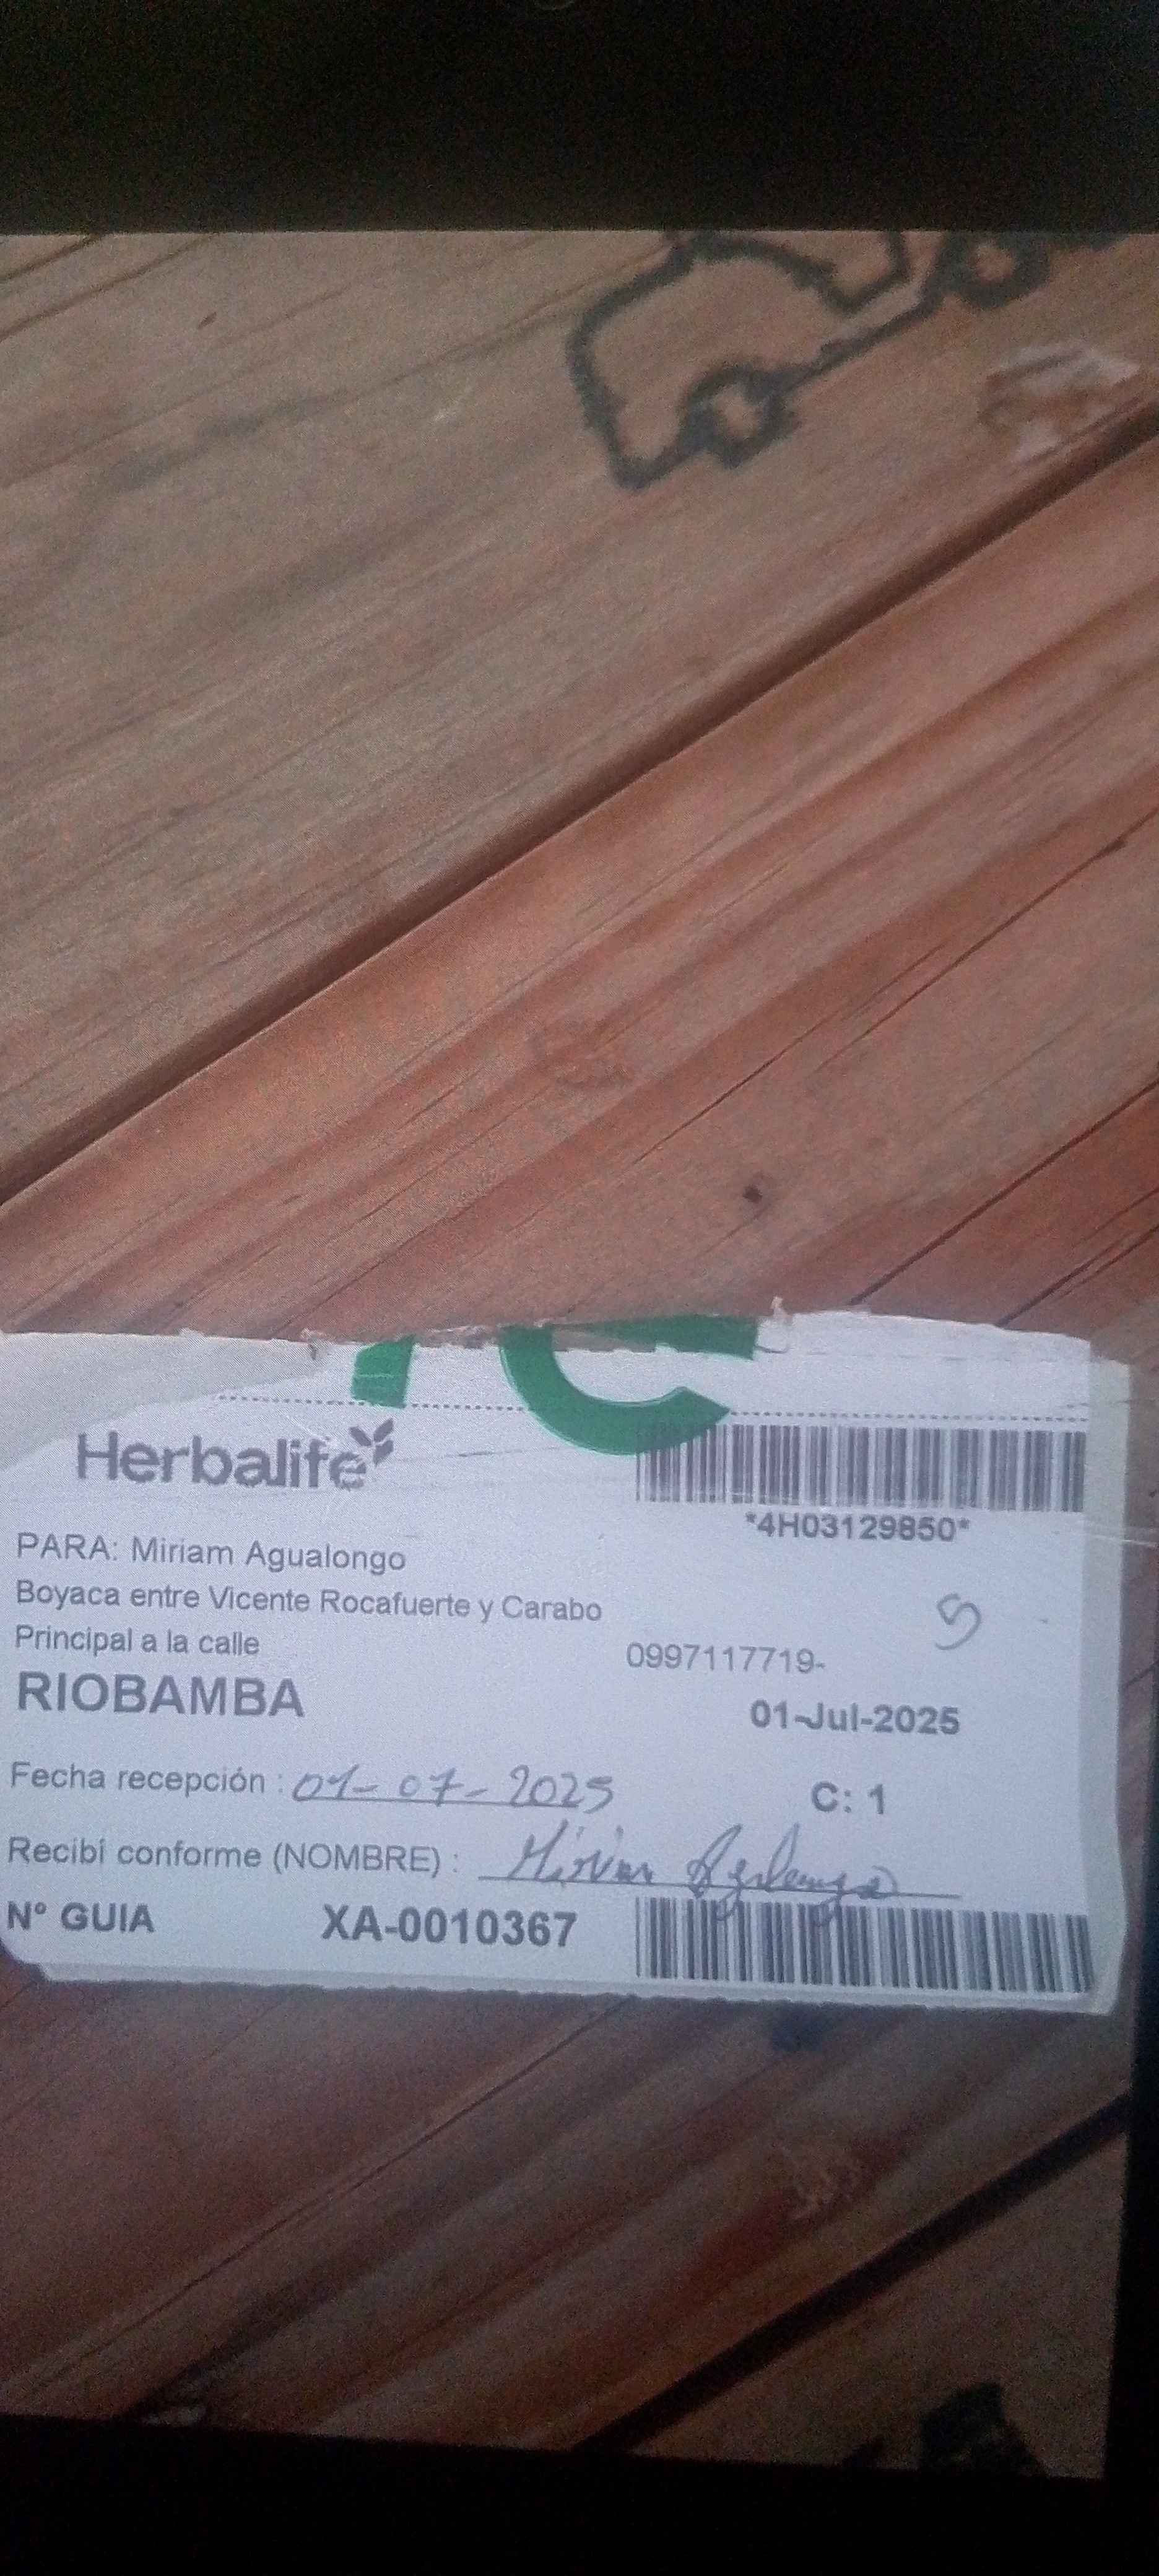 Herbalife
*4H03129850*
PARA: Miriam Agualongo
Boyaca entre Vicente Rocafuerte y Carabo
Principal a la calle
0997117719-
RIOBAMBA
01-Jul-2025
Fecha recepción : 01-07-2025
C: 1
Recibí conforme (NOMBRE) :
N° GUIA XA-0010367